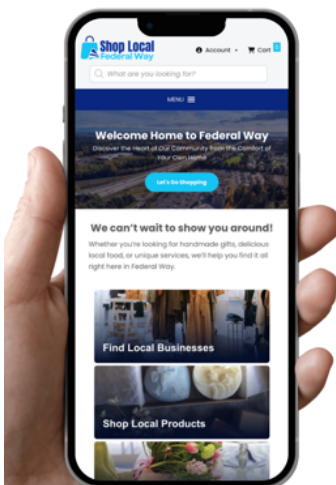 Shop Local
Federal Way
Account
Cart
0
What are you looking for?
MENU
Welcome Home to Federal Way
Discover the Heart of Our Community from the Comfort of
Your Own Home
Let's Go Shopping
We can't wait to show you around!
Whether you're looking for handmade gifts, delicious
local food, or unique services, we'll help you find it all
right here in Federal Way.
Find Local Businesses
Shop Local Products